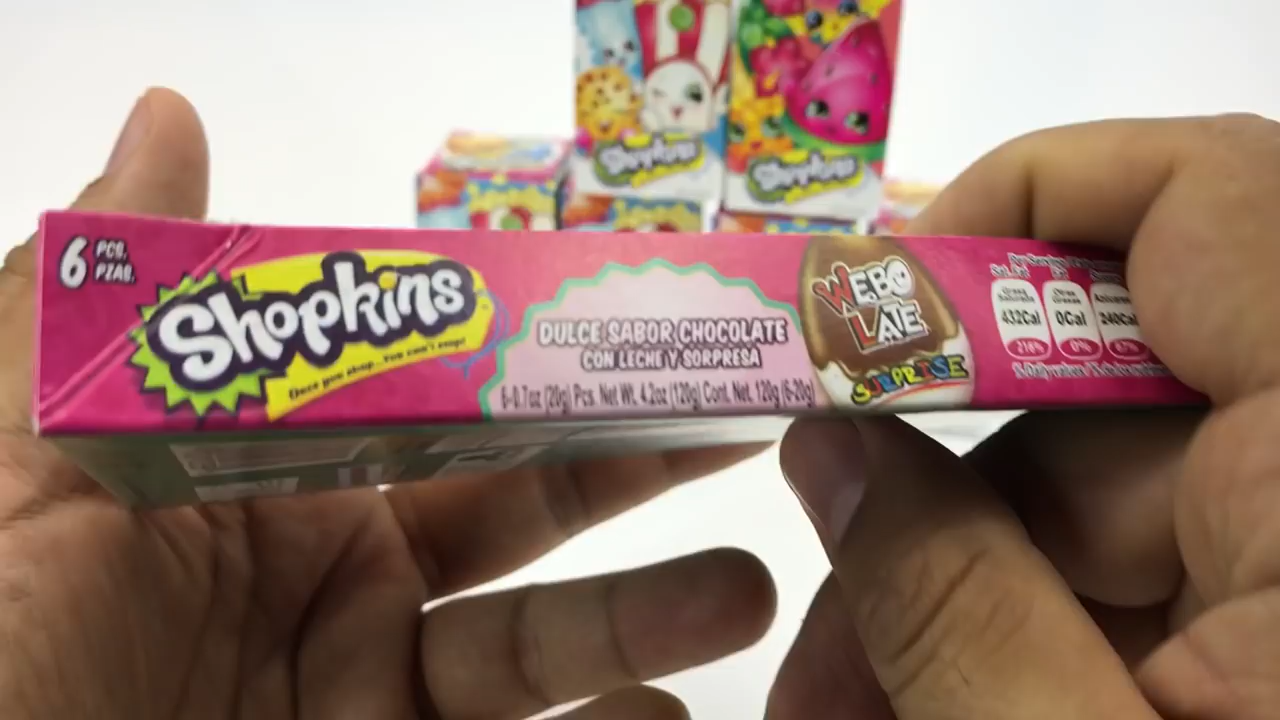 Shopkins
Shopkins
6 PCS.
PZAS.
Shopkins
Once you shop... You can't stop!
DULCE SABOR CHOCOLATE
CON LECHE Y SORPRESA
6-0.7oz (20g) Pcs. Net Wt. 4.2oz (120g) Cont. Net. 120g (6-20g)
WEBO
LATE
SURPRISE
432Cal
0Cal
240Cal
216%
0%